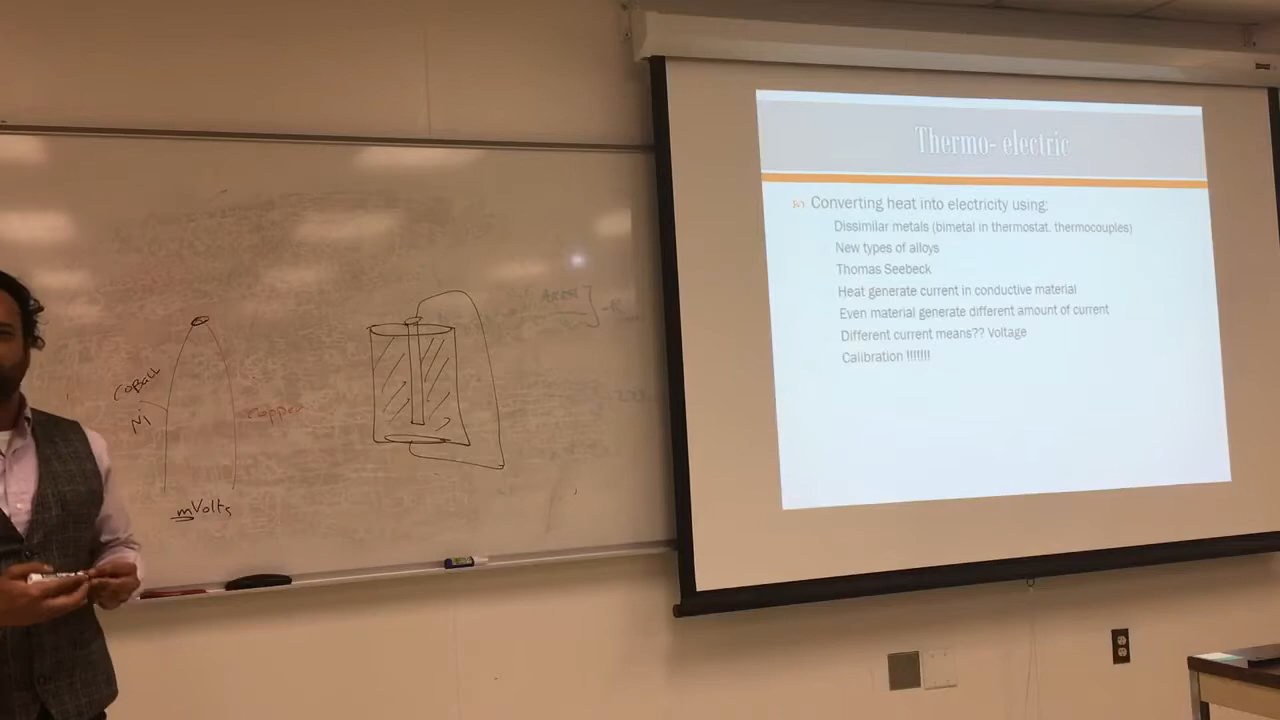 Thermo- electric
Converting heat into electricity using;
Dissimilar metals (bimetal in thermostat. thermocouples)
New types of alloys
Thomas Seebeck
Heat generate current in conductive material
Even material generate different amount of current
Different current means?? Voltage
Calibration !!!!!!!
Coball
Ni
Copper
mVolts